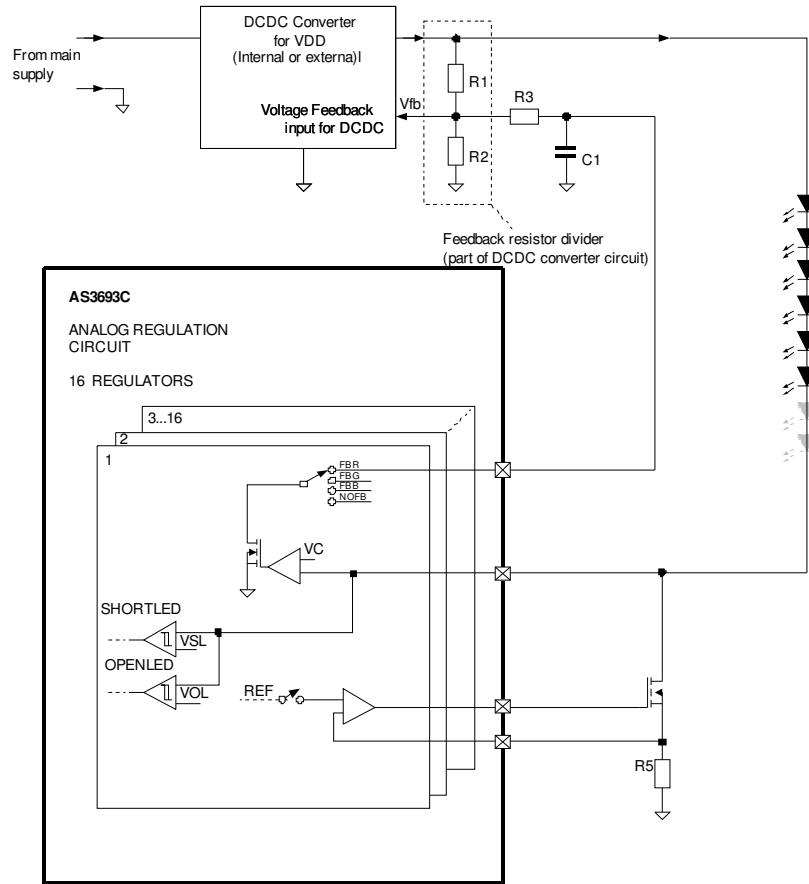 DCDC Converter
for VDD
(Internal or externa)l
From main
supply
Voltage Feedback
input for DCDC
Vfb
R1
R2
R3
C1
Feedback resistor divider
(part of DCDC converter circuit)
AS3693C
ANALOG REGULATION
CIRCUIT
16 REGULATORS
3...16
2
1
FBR
FBG
FBB
NOFB
VC
SHORTLED
VSL
OPENLED
VOL
REF
R5